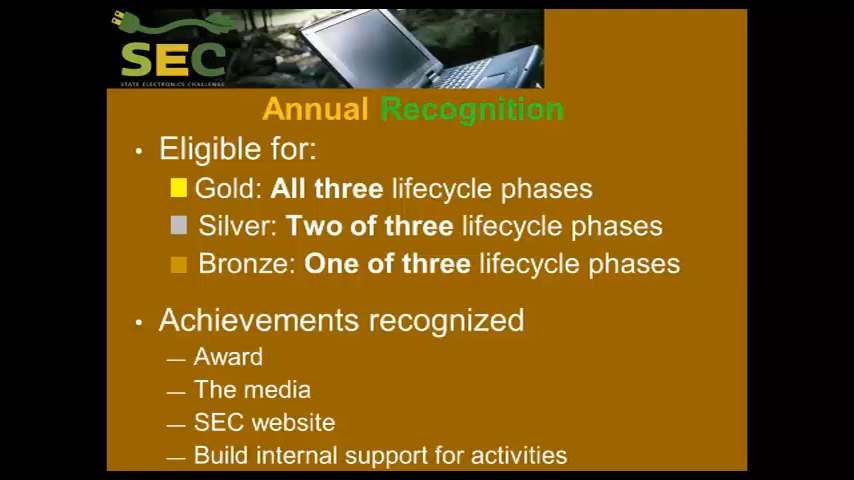 SEC
STATE ELECTRONICS CHALLENGE
Annual Recognition
• Eligible for:
Gold: All three lifecycle phases
Silver: Two of three lifecycle phases
Bronze: One of three lifecycle phases
• Achievements recognized
— Award
— The media
— SEC website
— Build internal support for activities